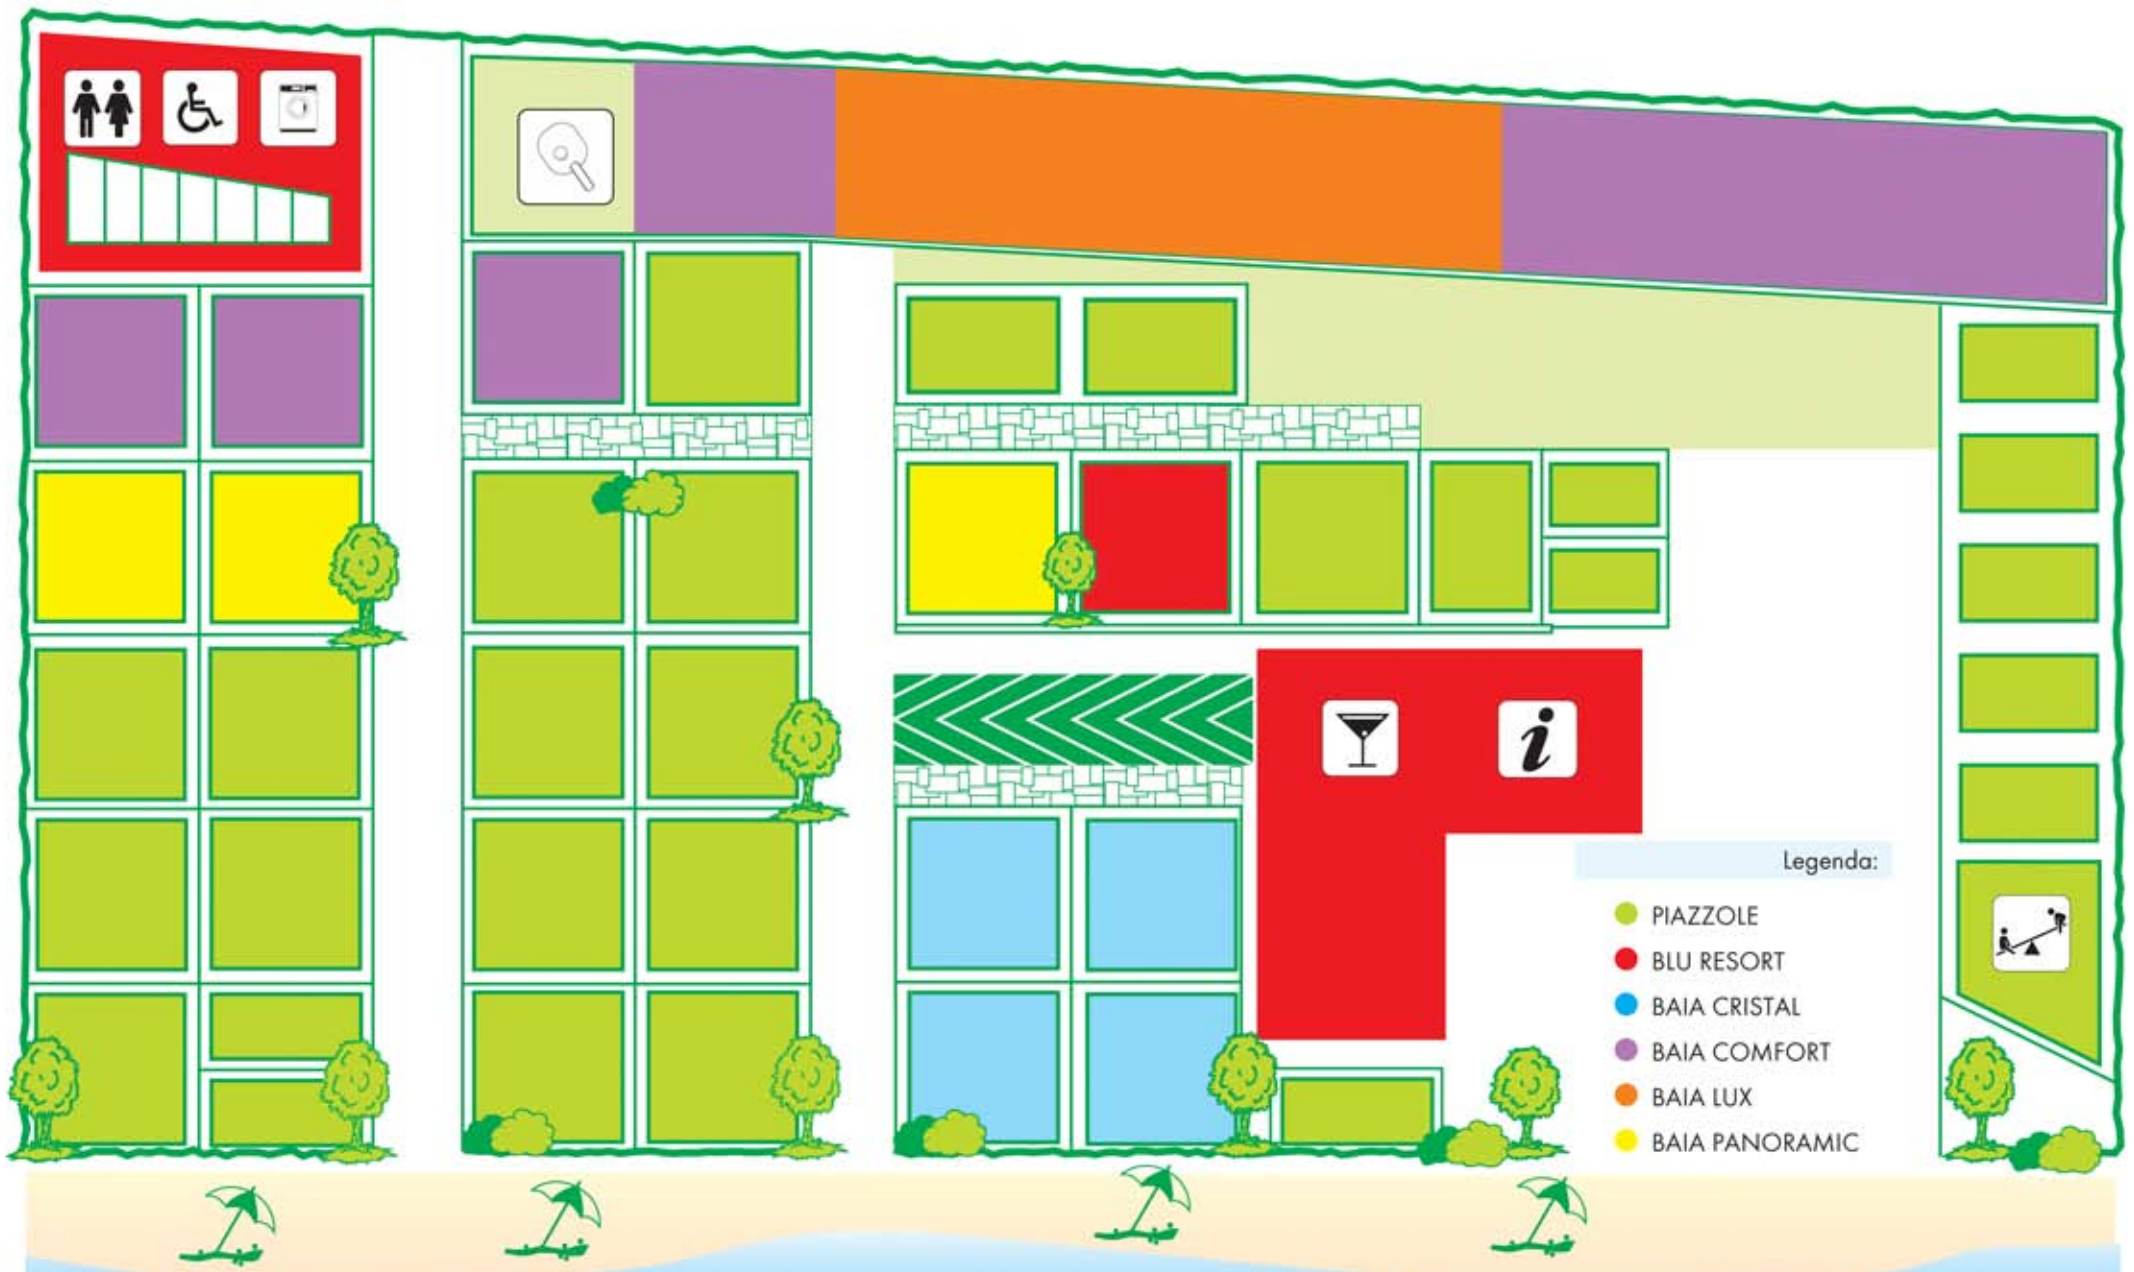 Legenda:
PIAZZOLE
BLU RESORT
BAIA CRISTAL
BAIA COMFORT
BAIA LUX
BAIA PANORAMIC